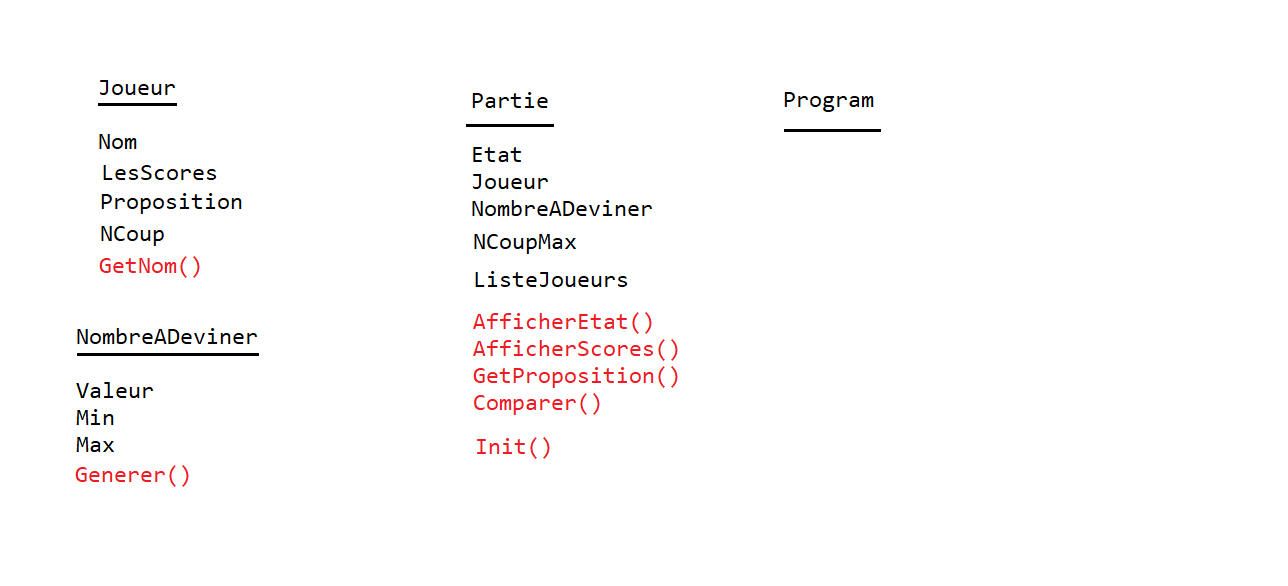 Joueur
Nom
LesScores
Proposition
NCoup
GetNom()
NombreADeviner
Valeur
Min
Max
Generer()
Partie
Etat
Joueur
NombreADeviner
NCoupMax
ListeJoueurs
AfficherEtat()
AfficherScores()
GetProposition()
Comparer()
Init()
Program